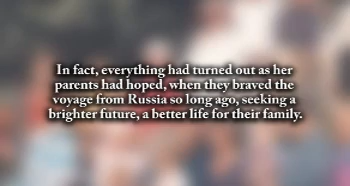 In fact, everything had turned out as her
parents had hoped, when they braved the
voyage from Russia so long ago, seeking a
brighter future, a better life for their family.